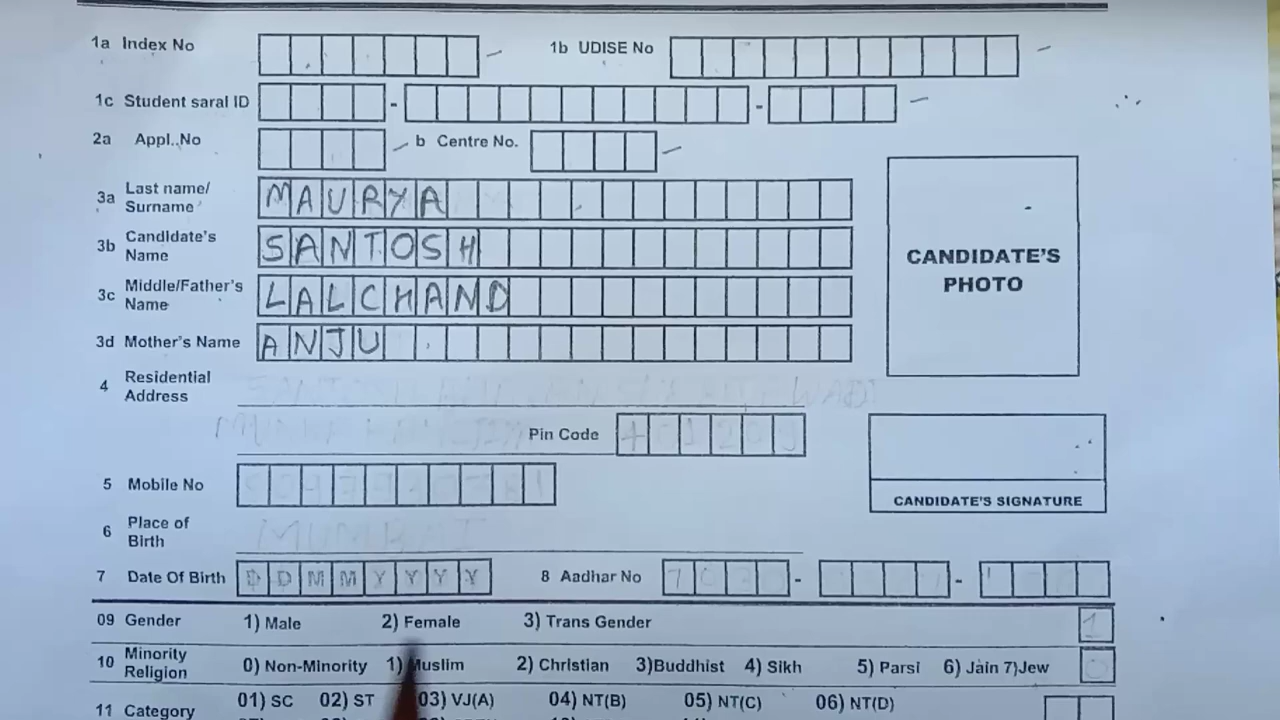 1a Index No 1b UDISE No
1c Student saral ID - -
2a Appl..No b Centre No.
3a Last name/ Surname MAURYA
3b Candidate's Name SANTOSH
3c Middle/Father's Name LALCHAND
3d Mother's Name ANJU
CANDIDATE'S
PHOTO
4 Residential Address
Pin Code
5 Mobile No
CANDIDATE'S SIGNATURE
6 Place of Birth MUMBAI
7 Date Of Birth DDMMYYYY 8 Aadhar No - -
09 Gender 1) Male 2) Female 3) Trans Gender 1
10 Minority Religion 0) Non-Minority 1) Muslim 2) Christian 3)Buddhist 4) Sikh 5) Parsi 6) Jain 7)Jew 0
11 Category 01) SC 02) ST 03) VJ(A) 04) NT(B) 05) NT(C) 06) NT(D)